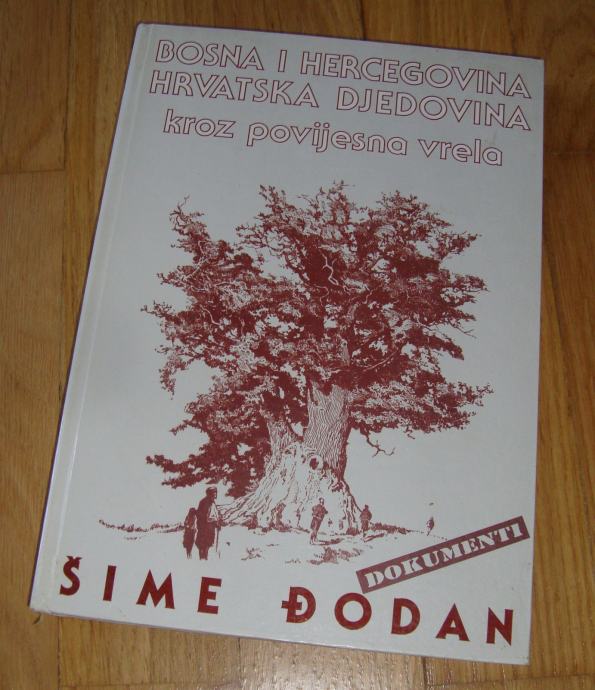 BOSNA I HERCEGOVINA
HRVATSKA DJEDOVINA
kroz povijesna vrela
DOKUMENTI
ŠIME ĐODAN